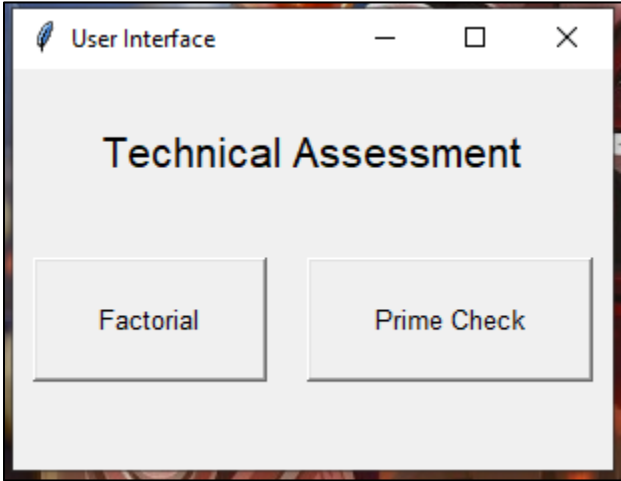 User Interface
Technical Assessment
Factorial
Prime Check